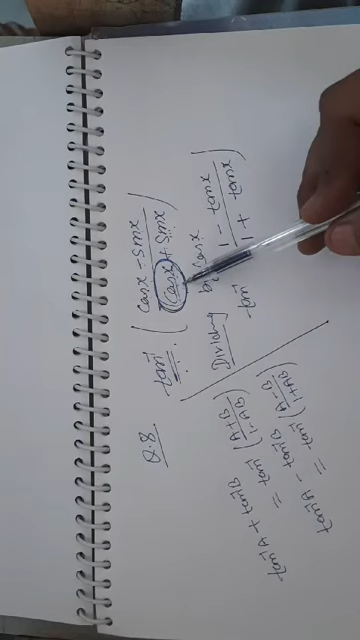 Q.8 tan⁻¹ ( cosx - sinx / cosx + sinx )
Dividing by cosx
tan⁻¹ 1 - tanx / 1 + tanx )
tan⁻¹A + tan⁻¹B
= tan⁻¹ ( A+B / 1-AB )
tan⁻¹A - tan⁻¹B
= tan⁻¹ ( A-B / 1+AB )